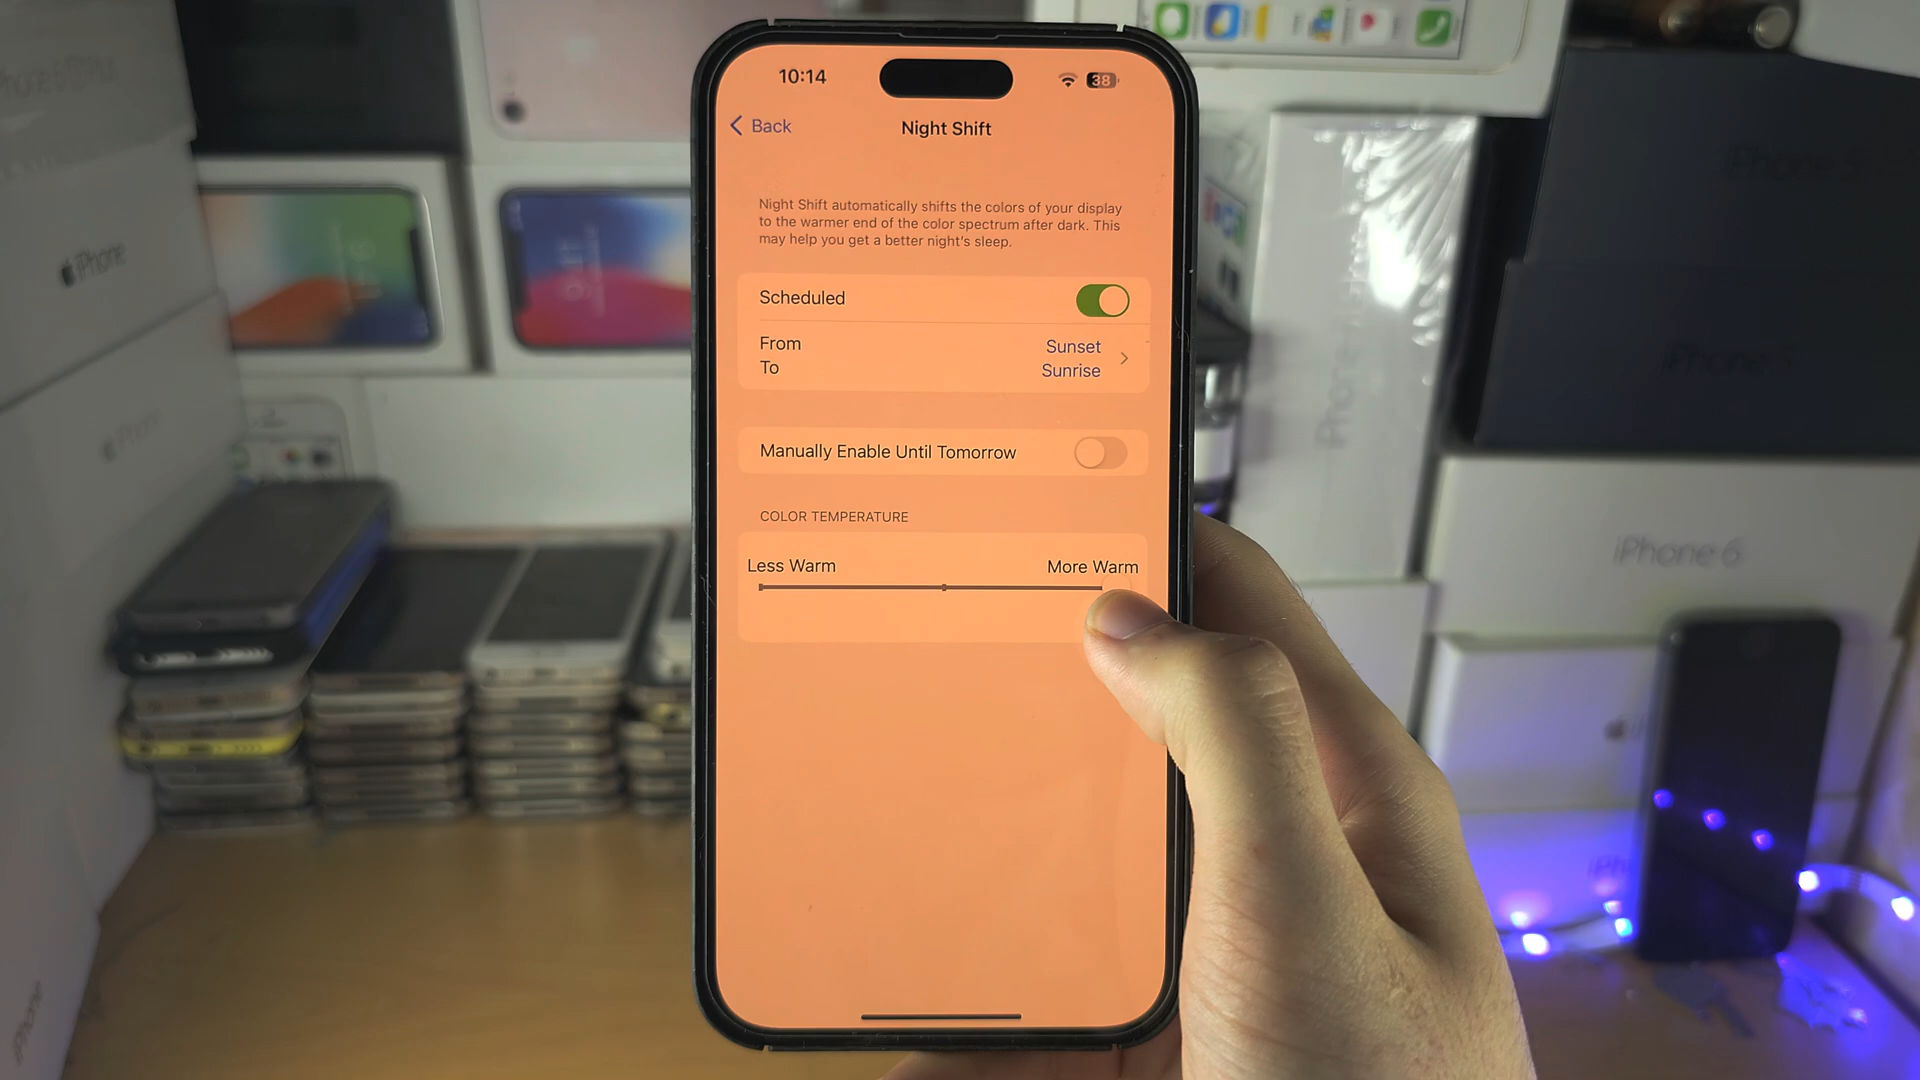 10:14
38
Back
Night Shift
Night Shift automatically shifts the colors of your display
to the warmer end of the color spectrum after dark. This
may help you get a better night's sleep.
Scheduled
From
Sunset
To
Sunrise
Manually Enable Until Tomorrow
COLOR TEMPERATURE
Less Warm
More Warm
iPhone
iPhone
iPhone 6